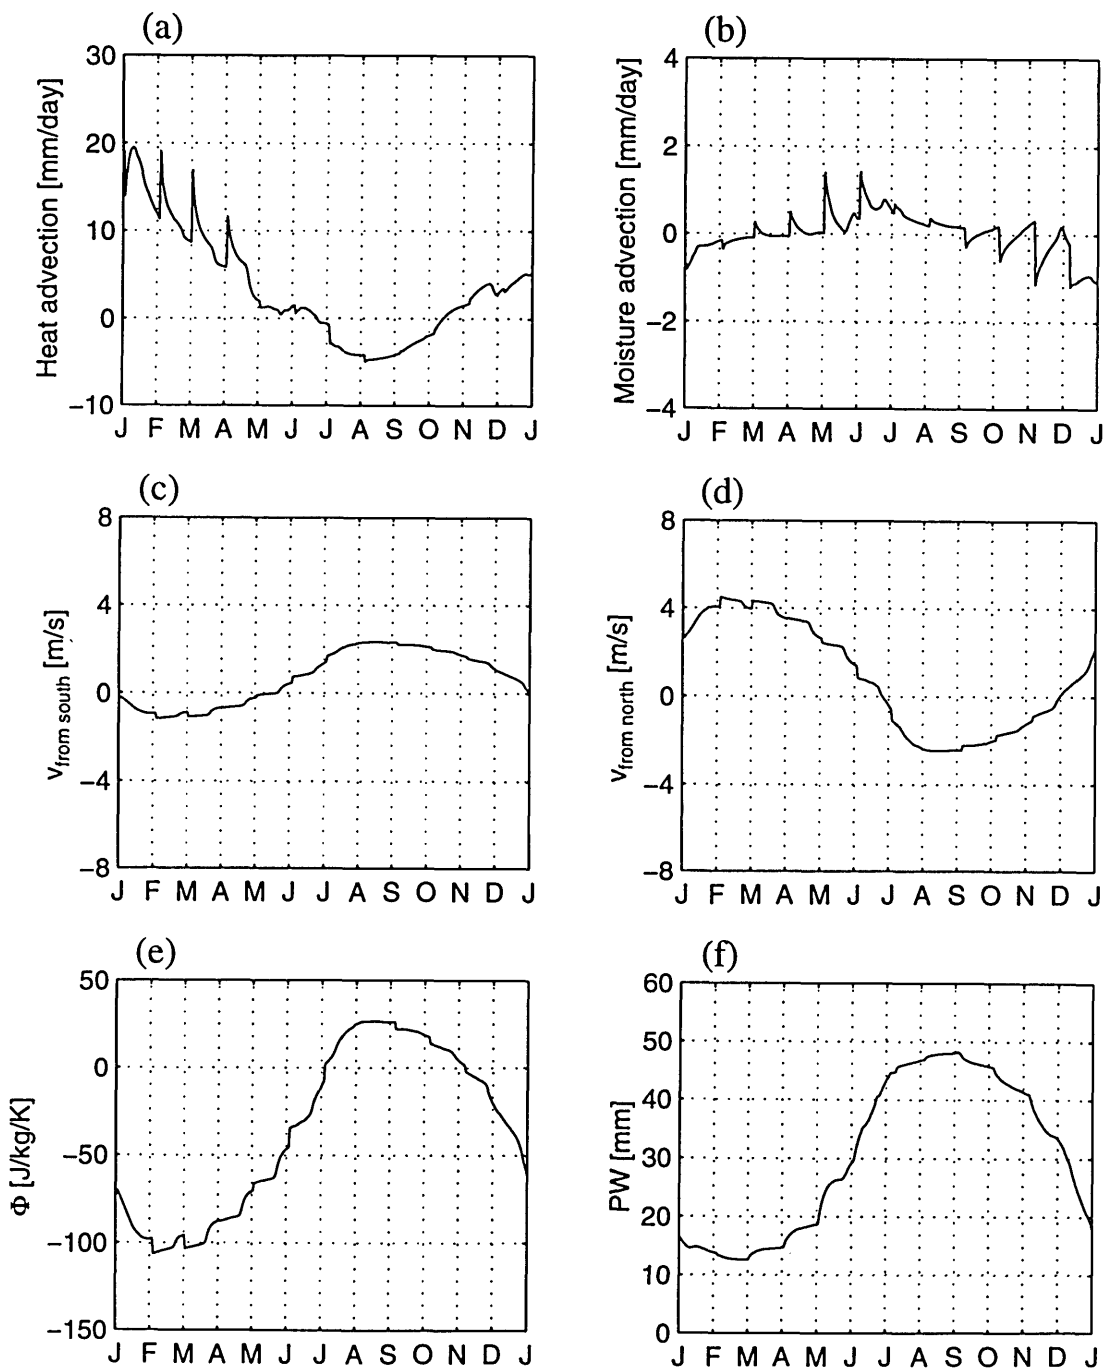 (a)
Heat advection [mm/day]
30
20
10
0
−10
J F M A M J J A S O N D J
(b)
Moisture advection [mm/day]
4
2
0
−2
−4
J F M A M J J A S O N D J
(c)
v from south [m/s]
8
4
0
−4
−8
J F M A M J J A S O N D J
(d)
v from north [m/s]
8
4
0
−4
−8
J F M A M J J A S O N D J
(e)
Φ [J/kg/K]
50
0
−50
−100
−150
J F M A M J J A S O N D J
(f)
PW [mm]
60
50
40
30
20
10
0
J F M A M J J A S O N D J